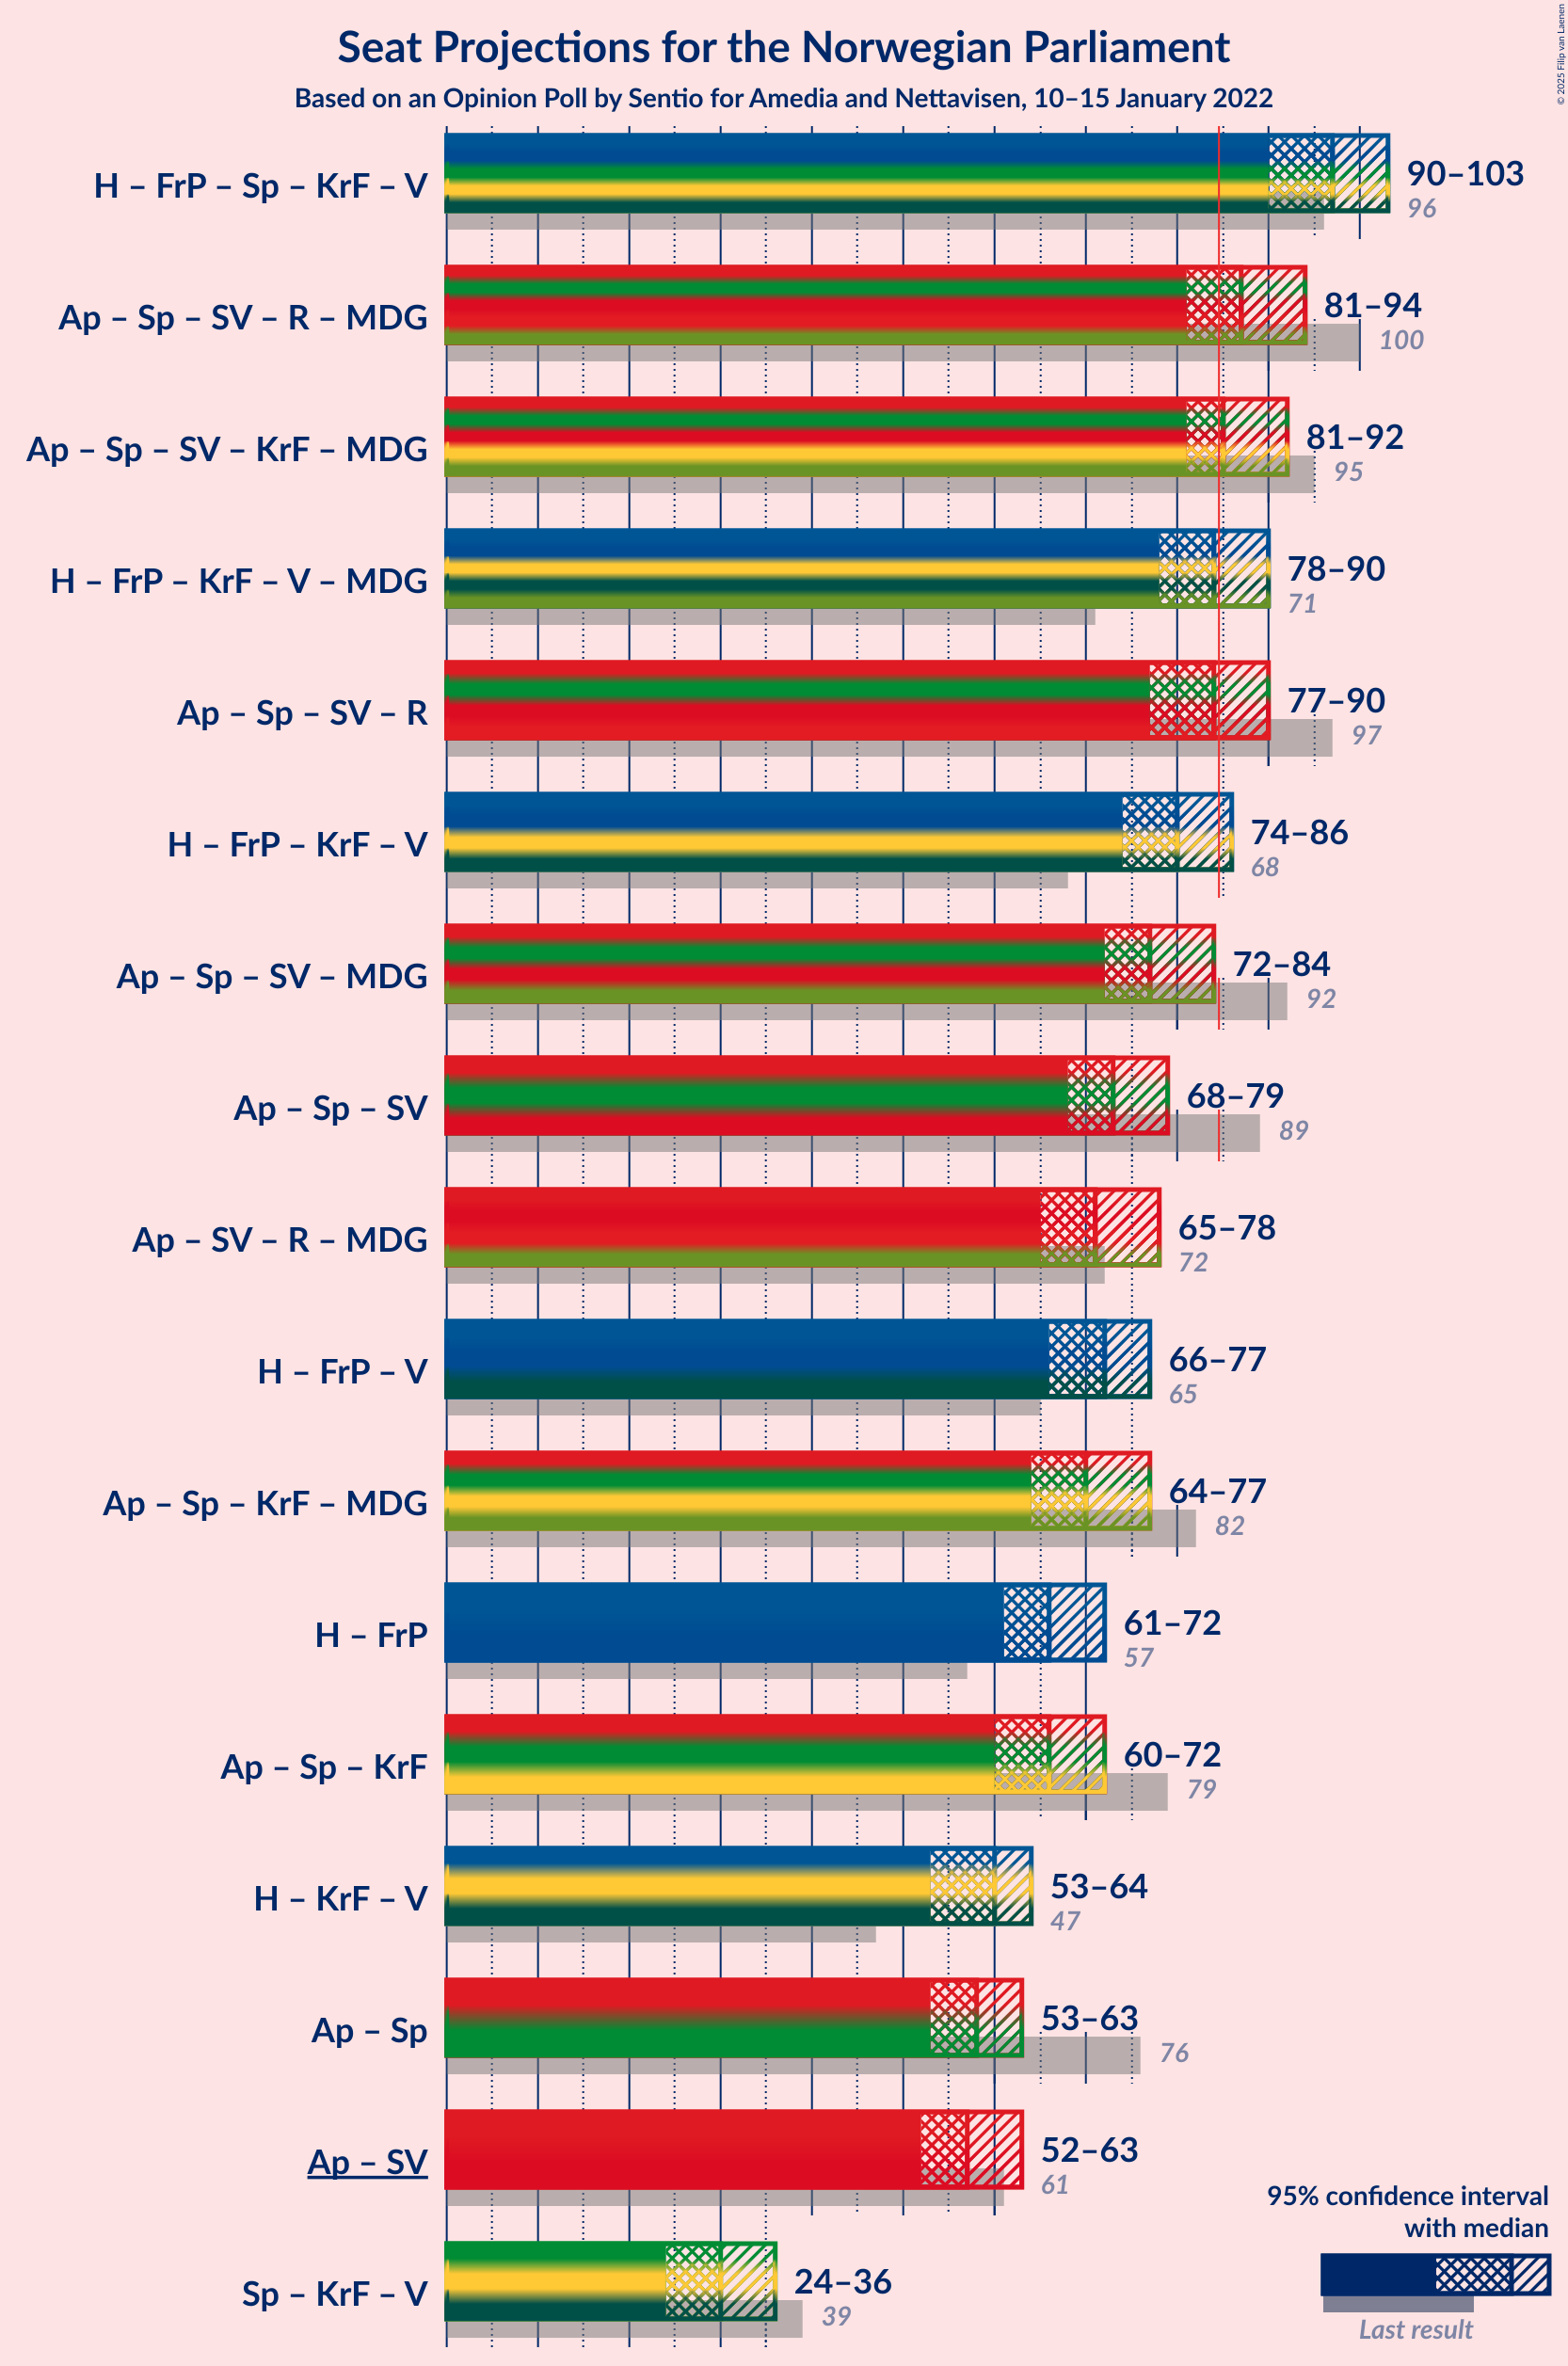 © 2025 Filip van Laenen
Seat Projections for the Norwegian Parliament
Based on an Opinion Poll by Sentio for Amedia and Nettavisen, 10–15 January 2022
H – FrP – Sp – KrF – V
90–103
96
Ap – Sp – SV – R – MDG
81–94
100
Ap – Sp – SV – KrF – MDG
81–92
95
H – FrP – KrF – V – MDG
78–90
71
Ap – Sp – SV – R
77–90
97
H – FrP – KrF – V
74–86
68
Ap – Sp – SV – MDG
72–84
92
Ap – Sp – SV
68–79
89
Ap – SV – R – MDG
65–78
72
H – FrP – V
66–77
65
Ap – Sp – KrF – MDG
64–77
82
H – FrP
61–72
57
Ap – Sp – KrF
60–72
79
H – KrF – V
53–64
47
Ap – Sp
53–63
76
Ap – SV
52–63
61
Sp – KrF – V
24–36
39
95% confidence interval
with median
Last result